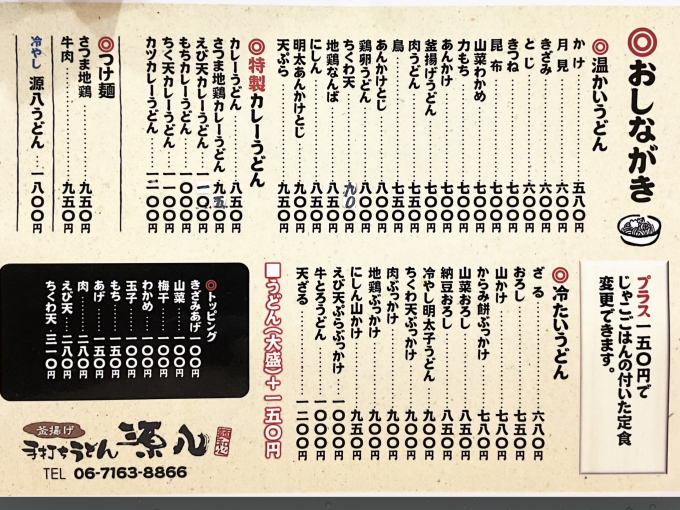 ◎おしながき
◎温かいうどん
かけ……五八〇円
月見……六〇〇円
きざみ……六〇〇円
とじ……六〇〇円
きつね……七〇〇円
昆布……七〇〇円
山菜わかめ……七〇〇円
力もち……七〇〇円
あんかけ……七〇〇円
釜揚げうどん……七〇〇円
肉うどん……七五〇円
鳥……七五〇円
あんかけとじ……八〇〇円
鶏卵うどん……八〇〇円
ちくわ天……円
地鶏なんば……八五〇円
にしん……八五〇円
明太あんかけとじ……九五〇円
天ぷら……九五〇円
◎特製カレーうどん
カレーうどん……八五〇円
さつま地鶏カレーうどん…九五〇円
えび天カレーうどん…円
もちカレーうどん……一〇〇〇円
ちく天カレーうどん…一一〇〇円
カツカレーうどん……一二〇〇円
◎つけ麺
さつま地鶏……九五〇円
牛肉……九五〇円
冷やし 源八うどん…一八〇〇円
プラス一五〇円で
じゃこごはんの付いた定食
変更できます。
◎冷たいうどん
ざる……六八〇円
おろし……七五〇円
山かけ……七八〇円
からみ餅ぶっかけ……七八〇円
山菜おろし……八五〇円
納豆おろし……八五〇円
冷やし明太子うどん…九〇〇円
ちくわ天ぶっかけ……九〇〇円
肉ぶっかけ……九〇〇円
地鶏ぶっかけ……九〇〇円
にしん山かけ……九五〇円
えび天ぷらぶっかけ…一〇〇〇円
牛とろうどん……一〇〇〇円
天ざる……一二〇〇円
■うどん(大盛)+一五〇円
◎トッピング
きざみあげ一〇〇円
山菜……一〇〇円
梅干……一〇〇円
わかめ…一〇〇円
玉子……一〇〇円
もち……一五〇円
あげ……一五〇円
肉……二八〇円
えび天…二八〇円
ちくわ天 三一〇円
釜揚げ
手打ちうどん 源八
TEL 06-7163-8866